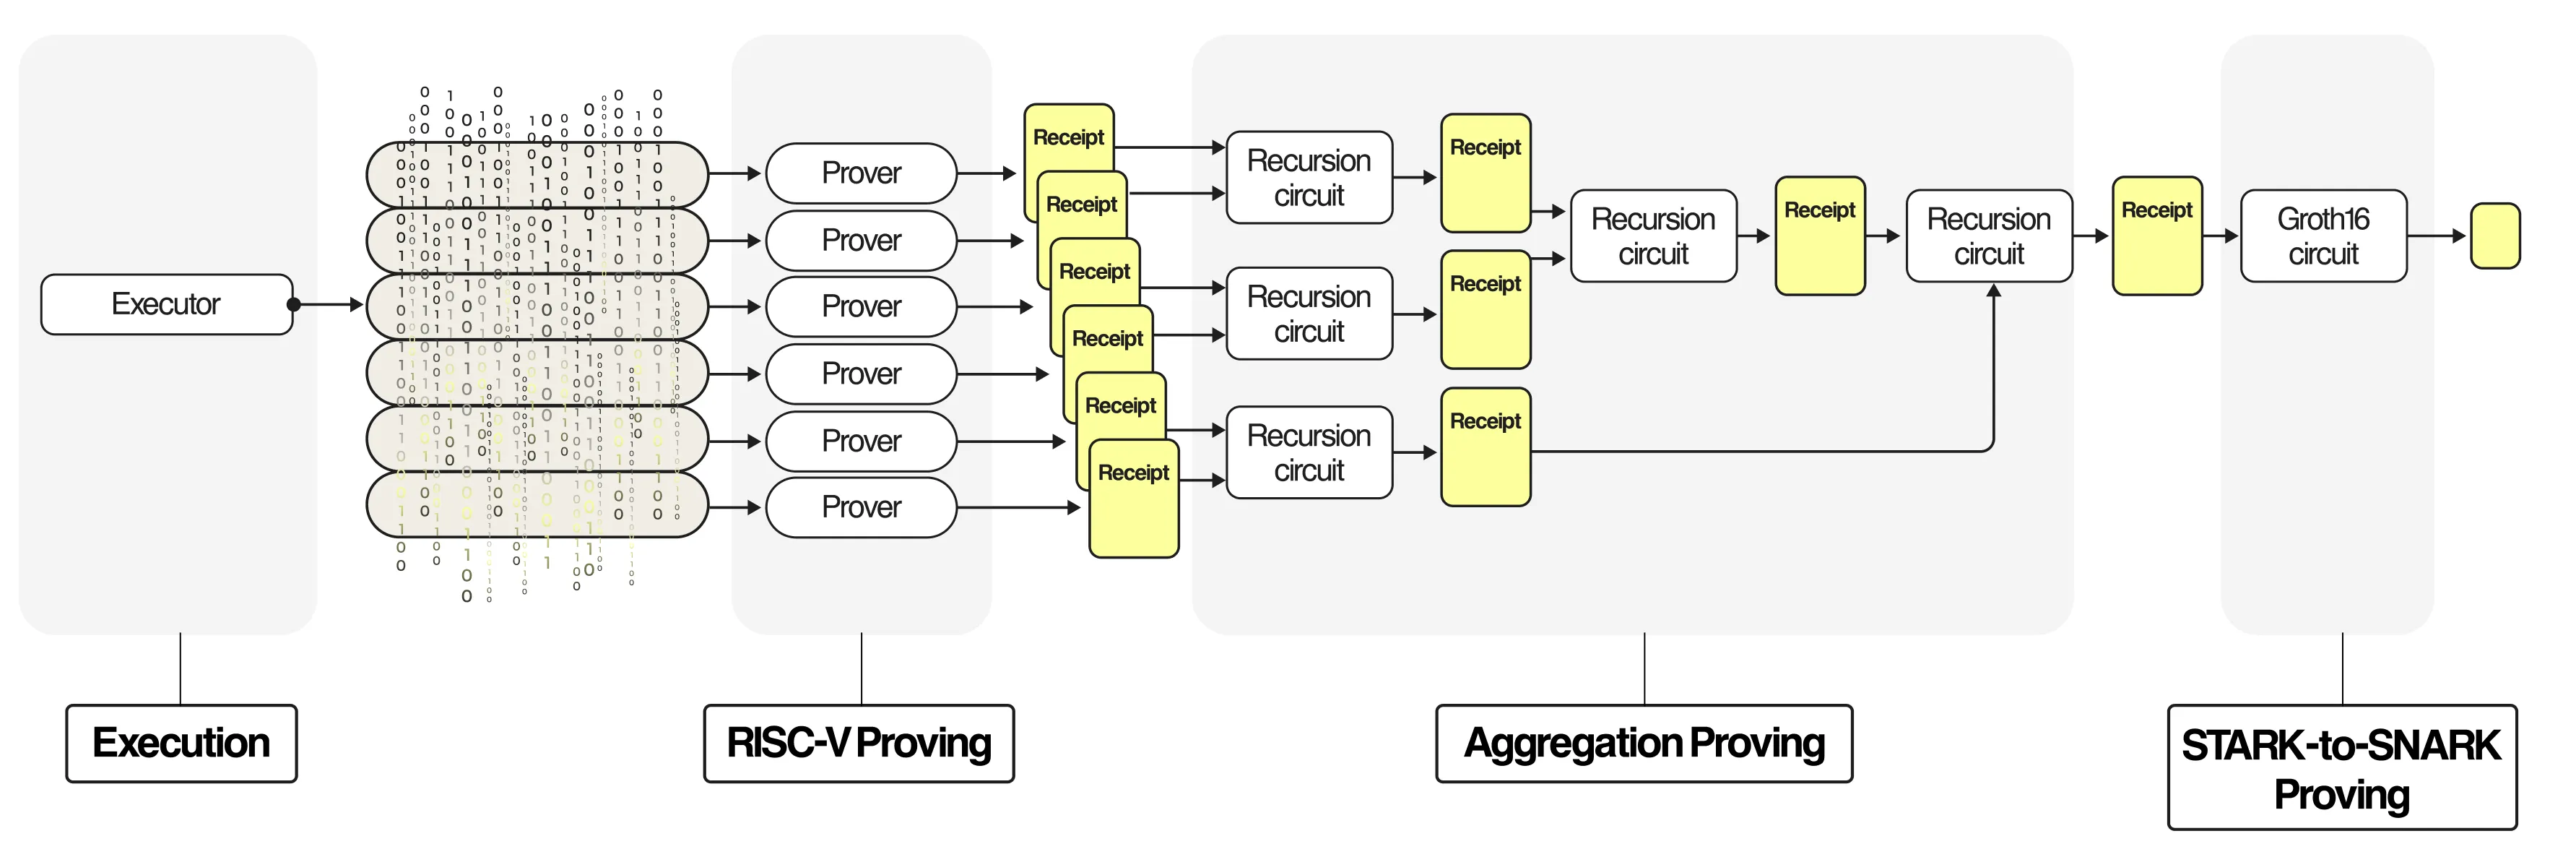 Executor
Prover
Prover
Prover
Prover
Prover
Prover
Receipt
Receipt
Receipt
Receipt
Receipt
Receipt
Recursion
circuit
Recursion
circuit
Recursion
circuit
Receipt
Receipt
Receipt
Recursion
circuit
Receipt
Recursion
circuit
Receipt
Groth16
circuit
Execution
RISC-V Proving
Aggregation Proving
STARK-to-SNARK
Proving